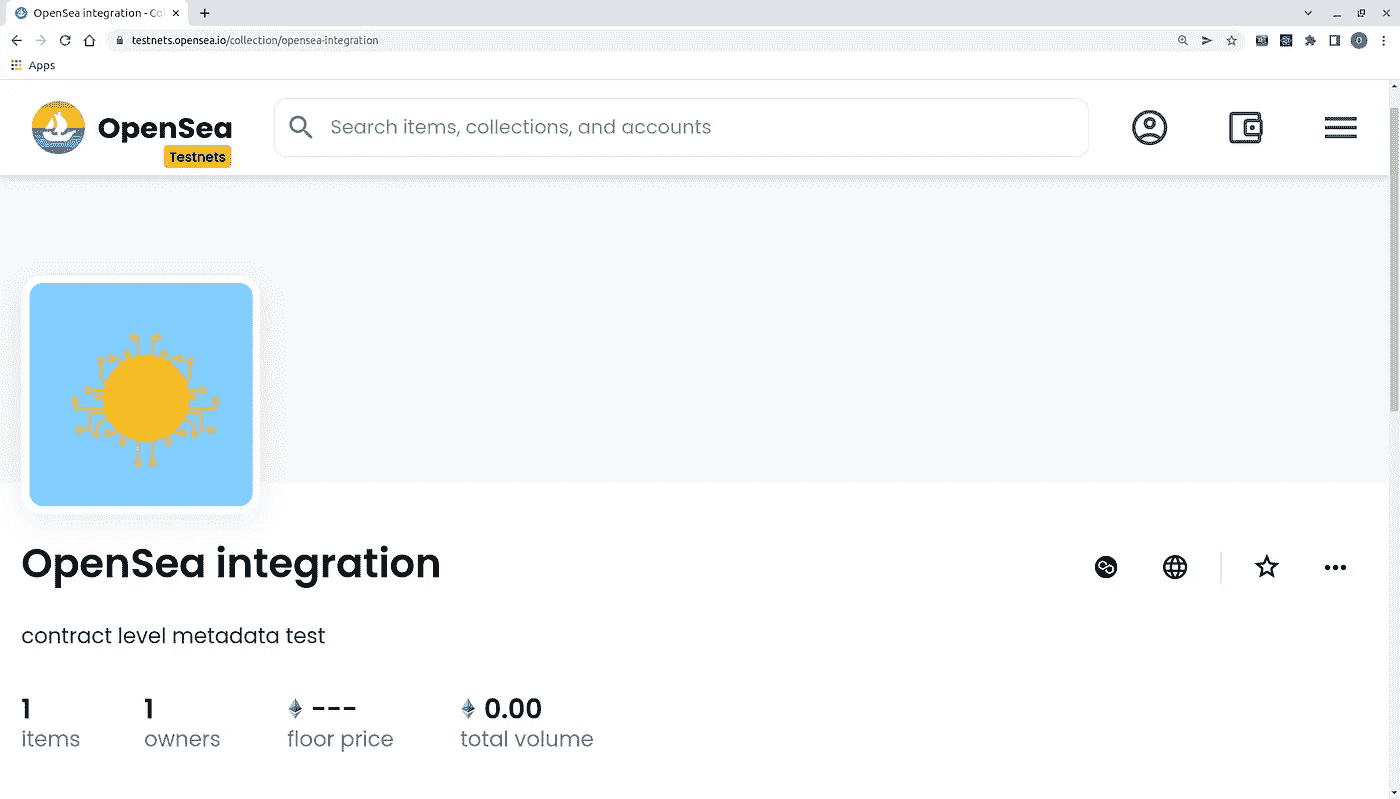 OpenSea integration - Co
testnets.opensea.io/collection/opensea-integration
Apps
OpenSea
Testnets
Search items, collections, and accounts
OpenSea integration
contract level metadata test
1 1 --- 0.00
items owners floor price total volume